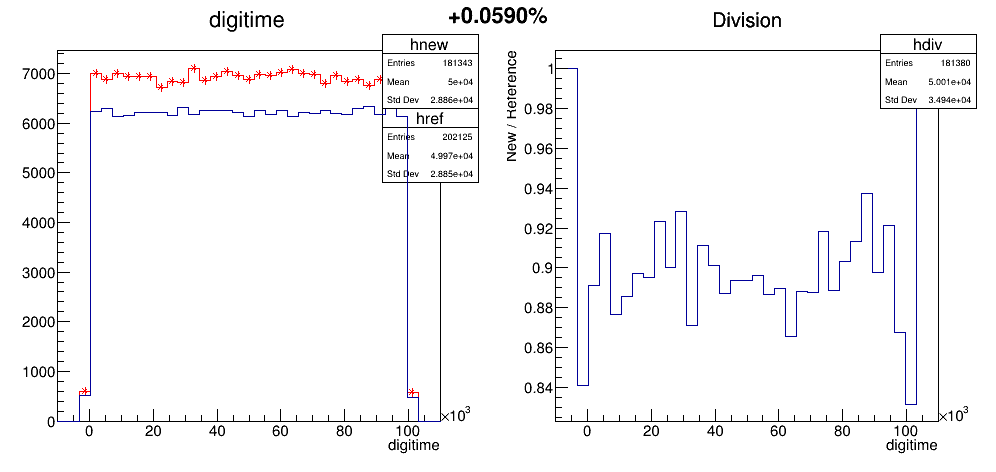 +0.0590%
digitime
7000
6000
5000
4000
3000
2000
1000
0
0 20 40 60 80 100
×10³
digitime
hnew
Entries 181343
Mean 5e+04
Std Dev 2.886e+04
href
Entries 202125
Mean 4.997e+04
Std Dev 2.885e+04
Division
New / Reference
1
0.98
0.96
0.94
0.92
0.9
0.88
0.86
0.84
0 20 40 60 80 100
×10³
digitime
hdiv
Entries 181380
Mean 5.001e+04
Std Dev 3.494e+04